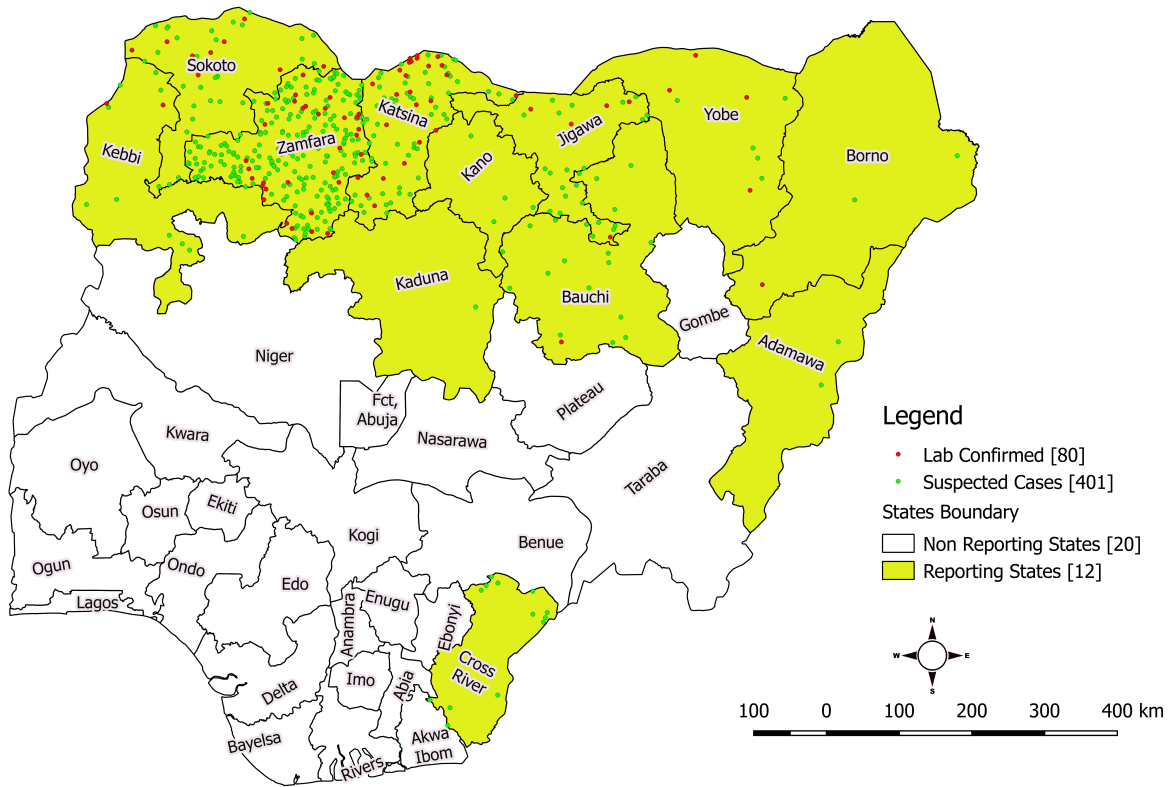 Sokoto
Katsina
Zamfara
Kebbi
Kano
Jigawa
Yobe
Borno
Kaduna
Bauchi
Gombe
Adamawa
Niger
Fct,
Abuja
Plateau
Nasarawa
Kwara
Oyo
Taraba
Osun
Ekiti
Kogi
Benue
Ogun
Ondo
Edo
Lagos
Anambra
Enugu
Ebonyi
Cross
River
Imo
Abia
Delta
Bayelsa
Rivers
Akwa
Ibom
Legend
Lab Confirmed [80]
Suspected Cases [401]
States Boundary
Non Reporting States [20]
Reporting States [12]
N
W E
S
100 0 100 200 300 400 km